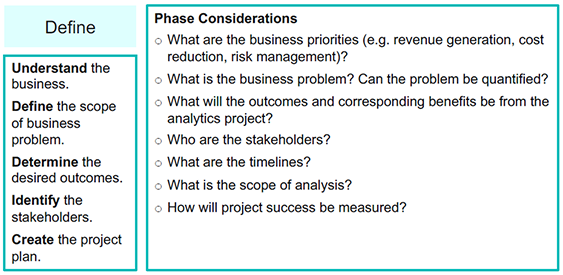 Define
Understand the
business.
Define the scope
of business
problem.
Determine the
desired outcomes.
Identify the
stakeholders.
Create the project
plan.
Phase Considerations
What are the business priorities (e.g. revenue generation, cost
reduction, risk management)?
What is the business problem? Can the problem be quantified?
What will the outcomes and corresponding benefits be from the
analytics project?
Who are the stakeholders?
What are the timelines?
What is the scope of analysis?
How will project success be measured?